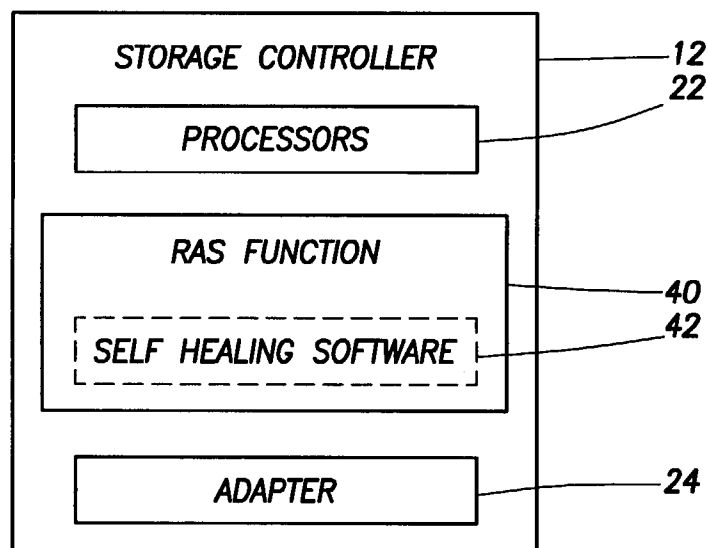 STORAGE CONTROLLER
12
22
PROCESSORS
RAS FUNCTION
40
42
SELF HEALING SOFTWARE
ADAPTER
24